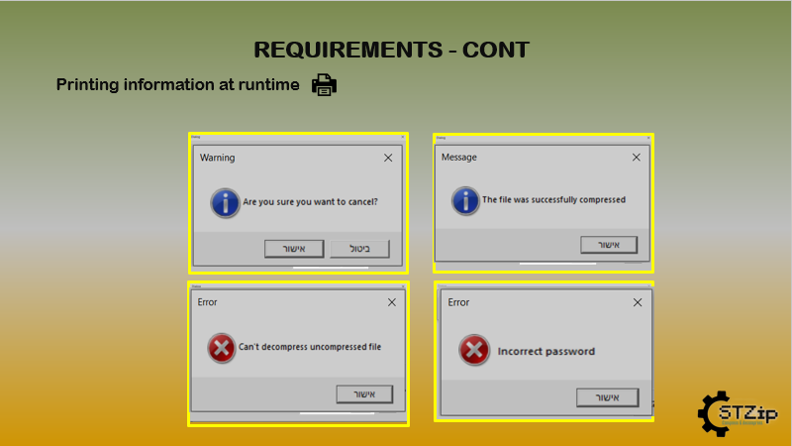 REQUIREMENTS - CONT
Printing information at runtime
Warning
Are you sure you want to cancel?
אישור
ביטול
Message
The file was successfully compressed
אישור
Error
Can't decompress uncompressed file
אישור
Error
Incorrect password
אישור
STZip